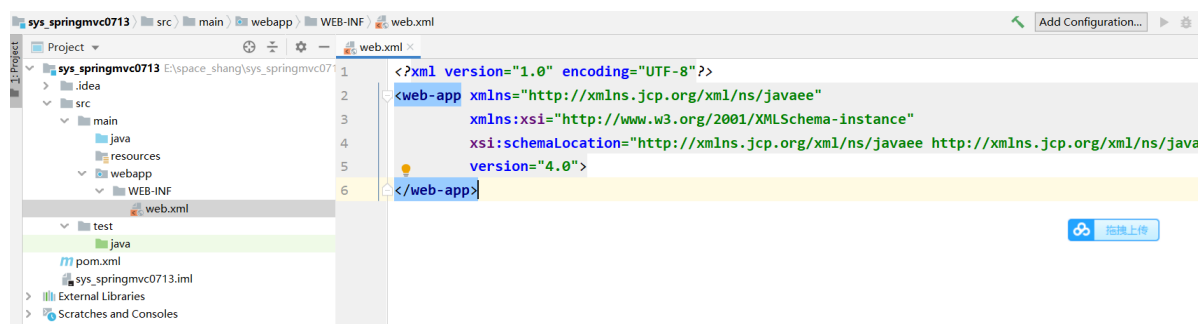 sys_springmvc0713 〉 src 〉 main 〉 webapp 〉 WEB-INF 〉 web.xml
Add Configuration...
1: Project
Project
web.xml
sys_springmvc0713 E:\space_shang\sys_springmvc071
.idea
src
main
java
resources
webapp
WEB-INF
web.xml
test
java
pom.xml
sys_springmvc0713.iml
External Libraries
Scratches and Consoles
1 <?xml version="1.0" encoding="UTF-8"?>
2 <web-app xmlns="http://xmlns.jcp.org/xml/ns/javaee"
3 xmlns:xsi="http://www.w3.org/2001/XMLSchema-instance"
4 xsi:schemaLocation="http://xmlns.jcp.org/xml/ns/javaee http://xmlns.jcp.org/xml/ns/java
5 version="4.0">
6 </web-app>
拖拽上传